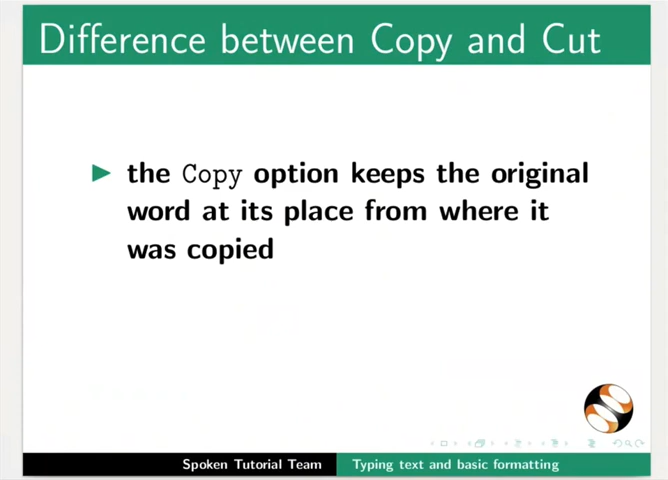 Difference between Copy and Cut
the Copy option keeps the original
word at its place from where it
was copied
Spoken Tutorial Team
Typing text and basic formatting